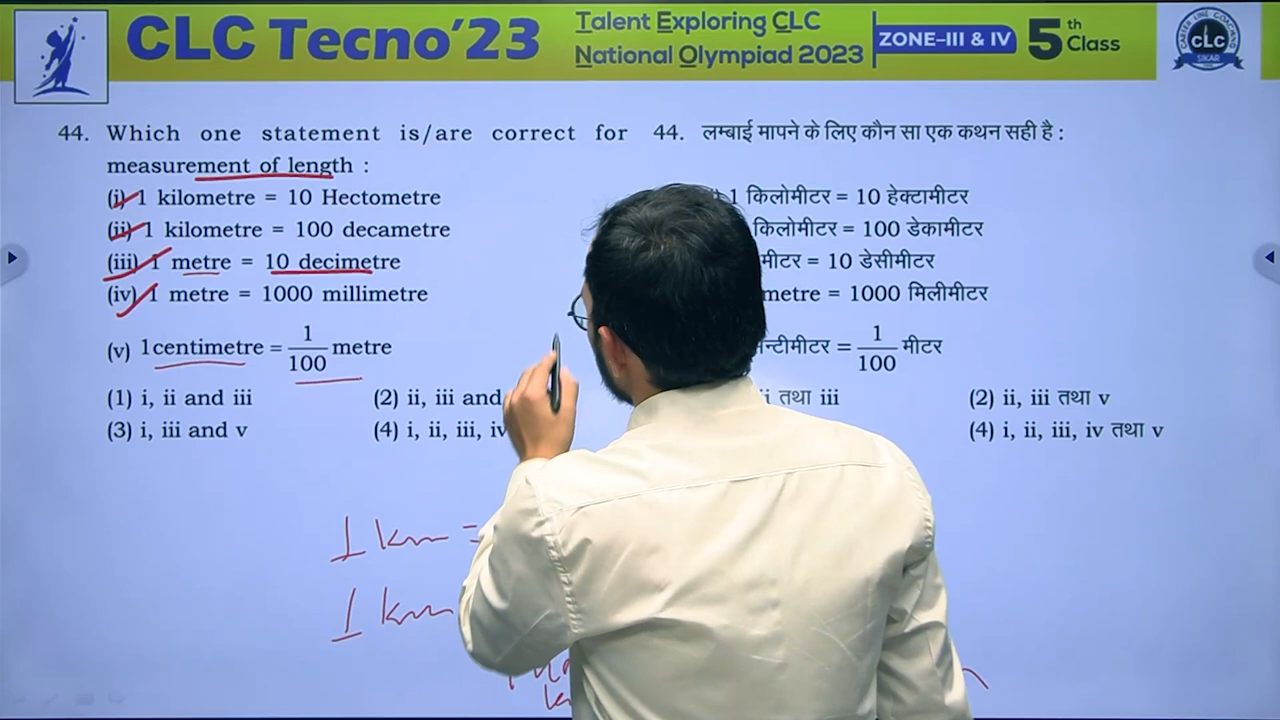 CLC Tecno'23
Talent Exploring CLC
National Olympiad 2023
ZONE–III & IV
5th Class
CAREER LINE COACHING
CLC
SIKAR
44. Which one statement is/are correct for
measurement of length :
(i) 1 kilometre = 10 Hectometre
(ii) 1 kilometre = 100 decametre
(iii) 1 metre = 10 decimetre
(iv) 1 metre = 1000 millimetre
(v) 1centimetre = 1/100 metre
(1) i, ii and iii (2) ii, iii and
(3) i, iii and v (4) i, ii, iii, iv
44. लम्बाई मापने के लिए कौन सा एक कथन सही है :
1 किलोमीटर = 10 हेक्टामीटर
किलोमीटर = 100 डेकामीटर
मीटर = 10 डेसीमीटर
metre = 1000 मिलीमीटर
= 1/100 मीटर
तथा iii (2) ii, iii तथा v
(4) i, ii, iii, iv तथा v
1 km =
1 km